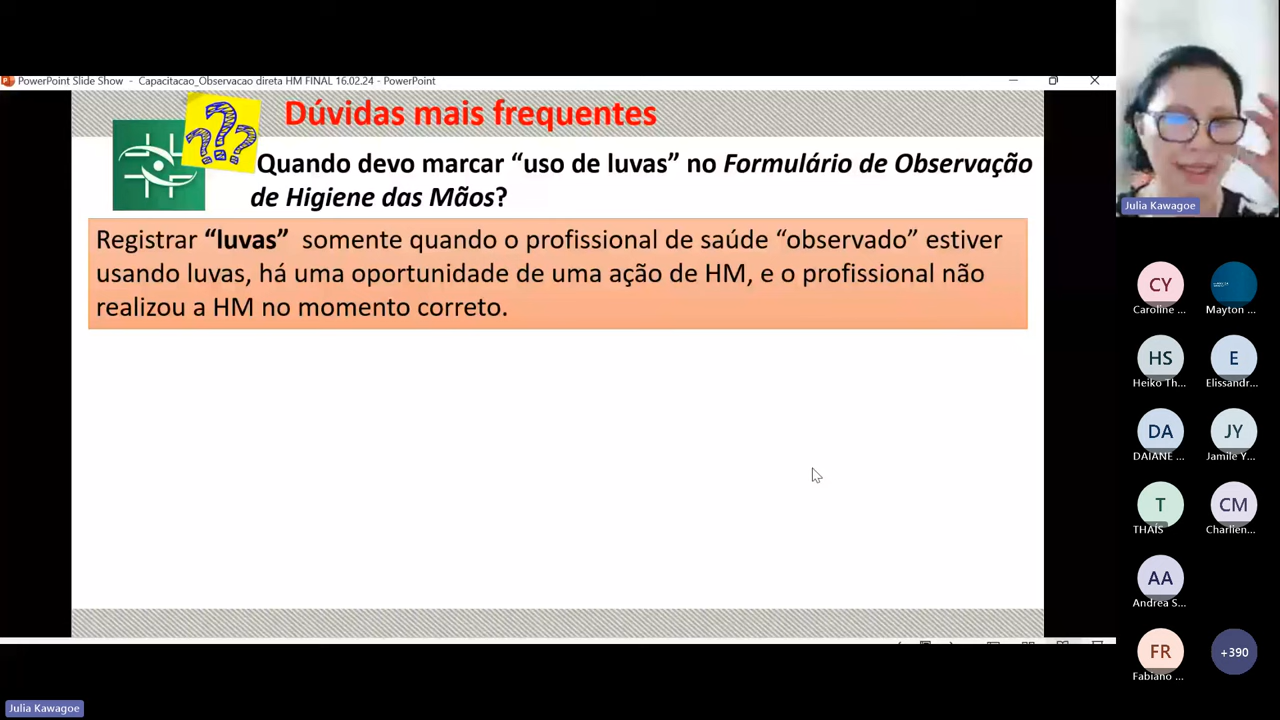 PowerPoint Slide Show - Capacitacao_Observacao direta HM FINAL 16.02.24 - PowerPoint
Dúvidas mais frequentes
???
Quando devo marcar “uso de luvas” no Formulário de Observação
de Higiene das Mãos?
Registrar “luvas” somente quando o profissional de saúde “observado” estiver
usando luvas, há uma oportunidade de uma ação de HM, e o profissional não
realizou a HM no momento correto.
Julia Kawagoe
CY
Caroline ...
Mayton ...
HS
Heiko Th...
E
Elissandr...
DA
DAIANE ...
JY
Jamile Y...
T
THAÍS
CM
Charlien...
AA
Andrea S...
FR
Fabiano ...
+390
Julia Kawagoe